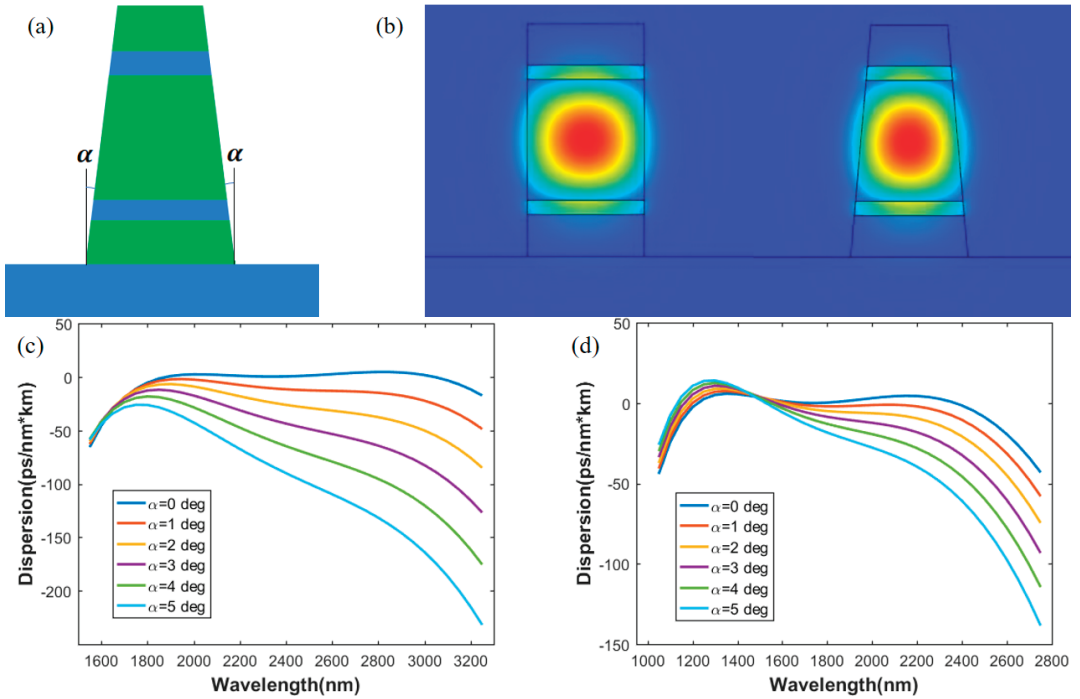 (a)
α
α
(b)
(c)
50
0
-50
-100
-150
-200
Dispersion(ps/nm*km)
α=0 deg
α=1 deg
α=2 deg
α=3 deg
α=4 deg
α=5 deg
1600 1800 2000 2200 2400 2600 2800 3000 3200
Wavelength(nm)
(d)
50
0
-50
-100
-150
Dispersion(ps/nm*km)
α=0 deg
α=1 deg
α=2 deg
α=3 deg
α=4 deg
α=5 deg
1000 1200 1400 1600 1800 2000 2200 2400 2600 2800
Wavelength(nm)